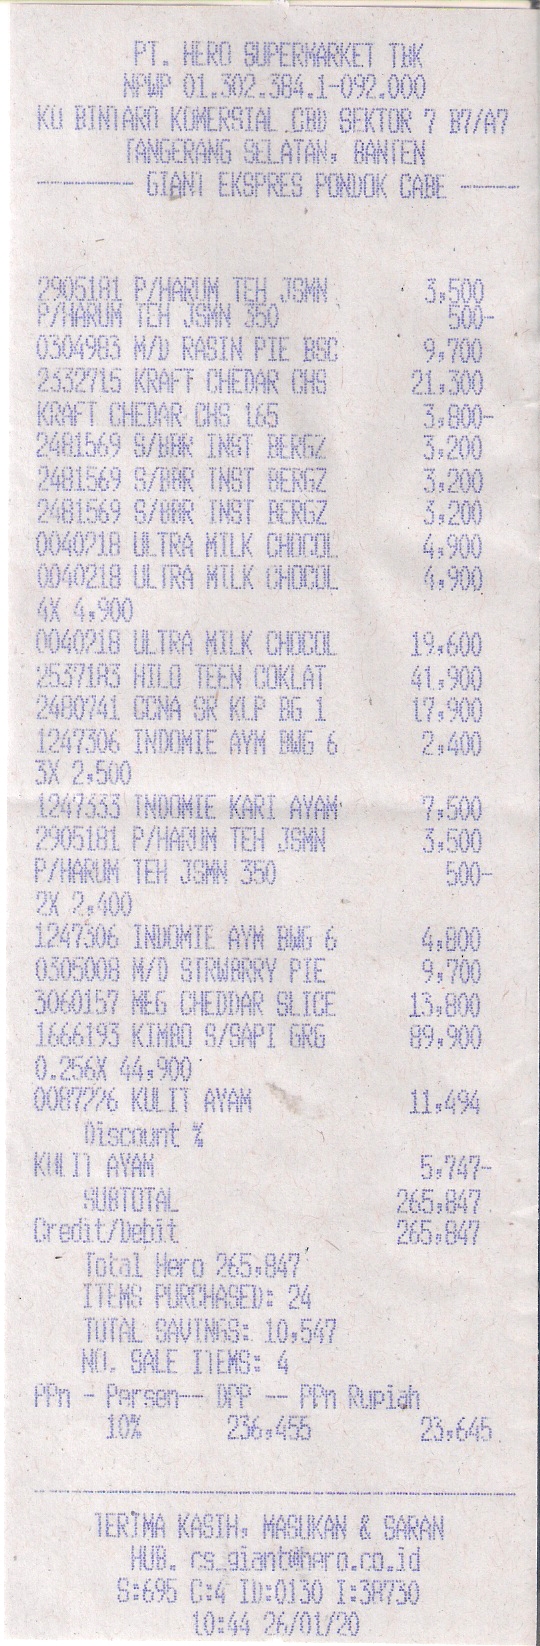 PT. HERO SUPERMARKET TBK
NPWP 01.302.384.1-092.000
KO BINTARO KOMERSIAL CBD SEKTOR 7 B7/A7
TANGERANG SELATAN, BANTEN
GIANT EKSPRES PONDOK CABE
2905181 P/HARUM TEH JSMN 3,500
P/HARUM TEH JSMN 350 500-
0304983 M/D RASIN PIE BSC 9,700
2332715 KRAFT CHEDAR CHS 21,300
KRAFT CHEDAR CHS 165 3,800-
2481569 S/BBR INST BERGZ 3,200
2481569 S/BBR INST BERGZ 3,200
2481569 S/BBR INST BERGZ 3,200
0040218 ULTRA MILK CHOCOL 4,900
0040218 ULTRA MILK CHOCOL 4,900
4X 4,900
0040218 ULTRA MILK CHOCOL 19,600
2537183 HILO TEEN COKLAT 41,900
2480741 CCNA SR KLP BG 1 17,900
1247306 INDOMIE AYM BWG 6 2,400
3X 2,500
1247333 INDOMIE KARI AYAM 7,500
2905181 P/HARUM TEH JSMN 3,500
P/HARUM TEH JSMN 350 500-
2X 2,400
1247306 INDOMIE AYM BWG 6 4,800
0305008 M/D STRWBRRY PIE 9,700
3060157 MEG CHEDDAR SLICE 13,800
1666193 KIMBO S/SAPI GRG 89,900
0.256X 44,900
0087776 KULIT AYAM 11,494
Discount %
KULIT AYAM 5,747-
SUBTOTAL 265,847
Credit/Debit 265,847
Total Hero 265,847
ITEMS PURCHASED: 24
TOTAL SAVINGS: 10,547
NO. SALE ITEMS: 4
PPn - Persen-- DPP -- PPn Rupiah
10% 236,455 23,645
TERIMA KASIH, MASUKAN & SARAN
HUB. cs_giant@hero.co.id
S:695 C:4 ID:0130 I:38730
10:44 26/01/20